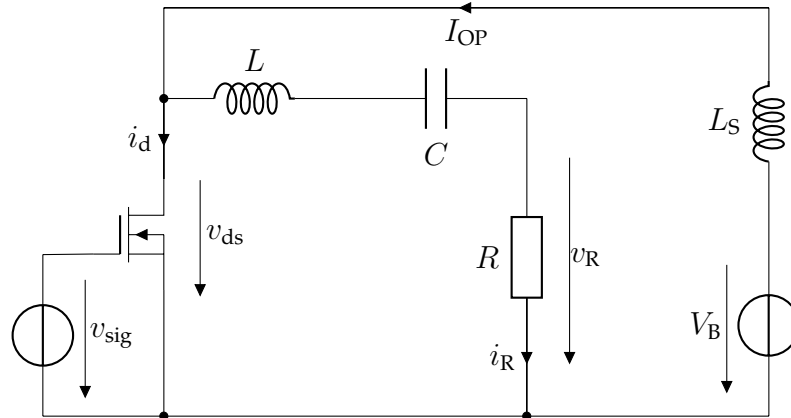 I_OP
L
L_S
i_d
C
v_ds
R
v_R
v_sig
V_B
i_R